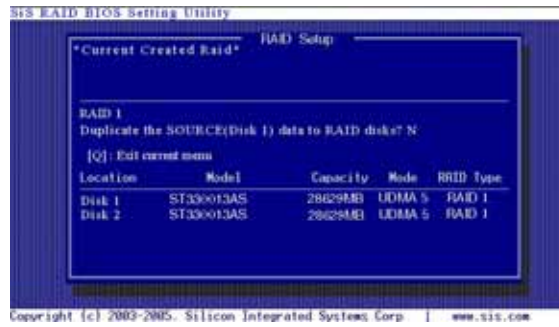 SiS RAID BIOS Setting Utility
RAID Setup
*Current Created Raid*
RAID 1
Duplicate the SOURCE(Disk 1) data to RAID disks? N
[Q]: Exit current menu
Location Model Capacity Mode RAID Type
Disk 1 ST330013AS 28629MB UDMA 5 RAID 1
Disk 2 ST330013AS 28629MB UDMA 5 RAID 1
Copyright (c) 2003-2005. Silicon Integrated Systems Corp | www.sis.com